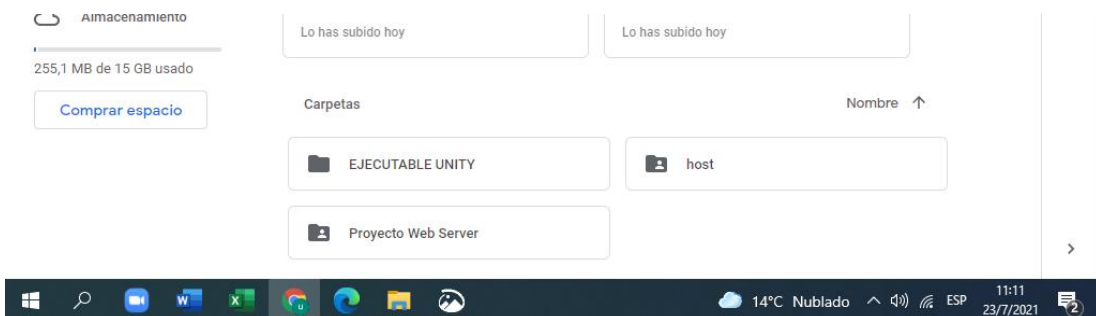 Almacenamiento
255,1 MB de 15 GB usado
Comprar espacio
Lo has subido hoy
Lo has subido hoy
Carpetas
Nombre
EJECUTABLE UNITY
host
Proyecto Web Server
14°C Nublado
ESP
11:11
23/7/2021
2